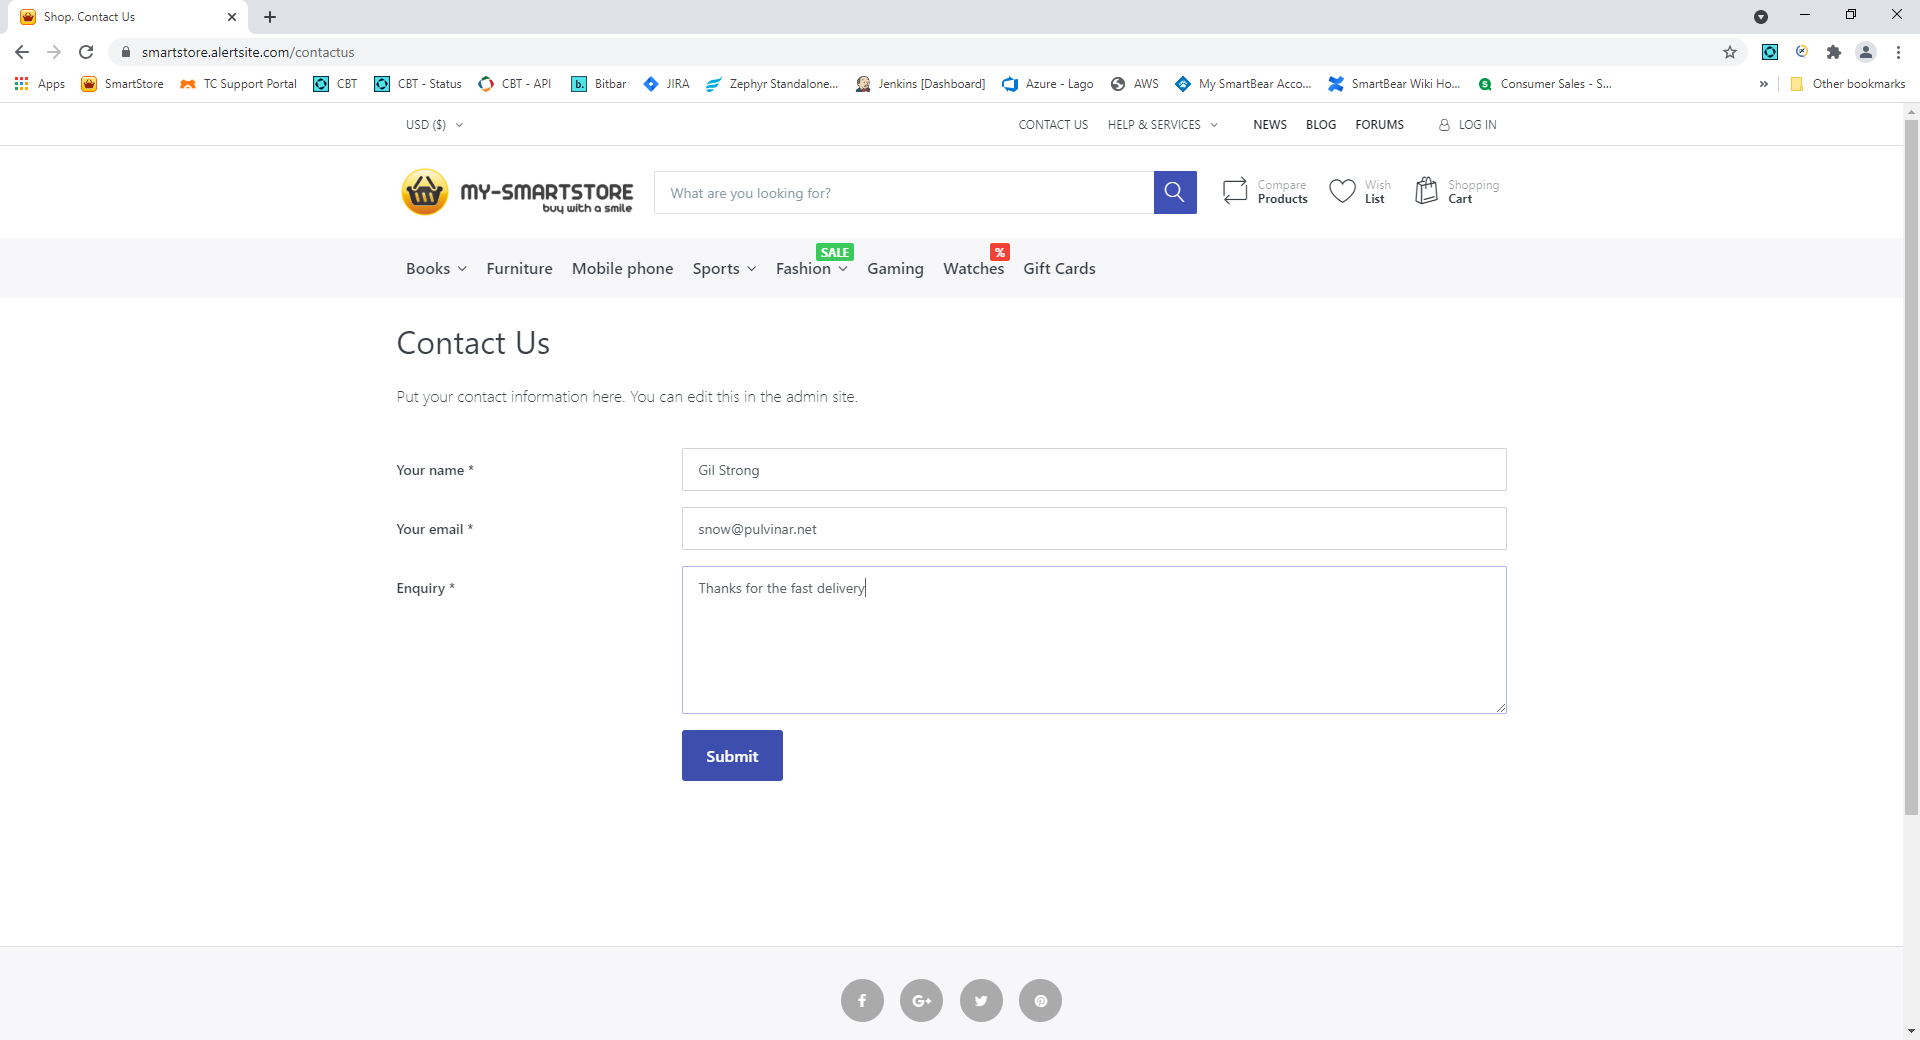 Shop. Contact Us
smartstore.alertsite.com/contactus
Apps SmartStore TC Support Portal CBT CBT - Status CBT - API b. Bitbar JIRA Zephyr Standalone... Jenkins [Dashboard] Azure - Lago AWS My SmartBear Acco... SmartBear Wiki Ho... S Consumer Sales - S... » Other bookmarks
USD ($) CONTACT US HELP & SERVICES NEWS BLOG FORUMS LOG IN
MY-SMARTSTORE
buy with a smile
What are you looking for?
Compare
Products
Wish
List
Shopping
Cart
SALE %
Books Furniture Mobile phone Sports Fashion Gaming Watches Gift Cards
Contact Us
Put your contact information here. You can edit this in the admin site.
Your name * Gil Strong
Your email * snow@pulvinar.net
Enquiry * Thanks for the fast delivery
Submit
f G+